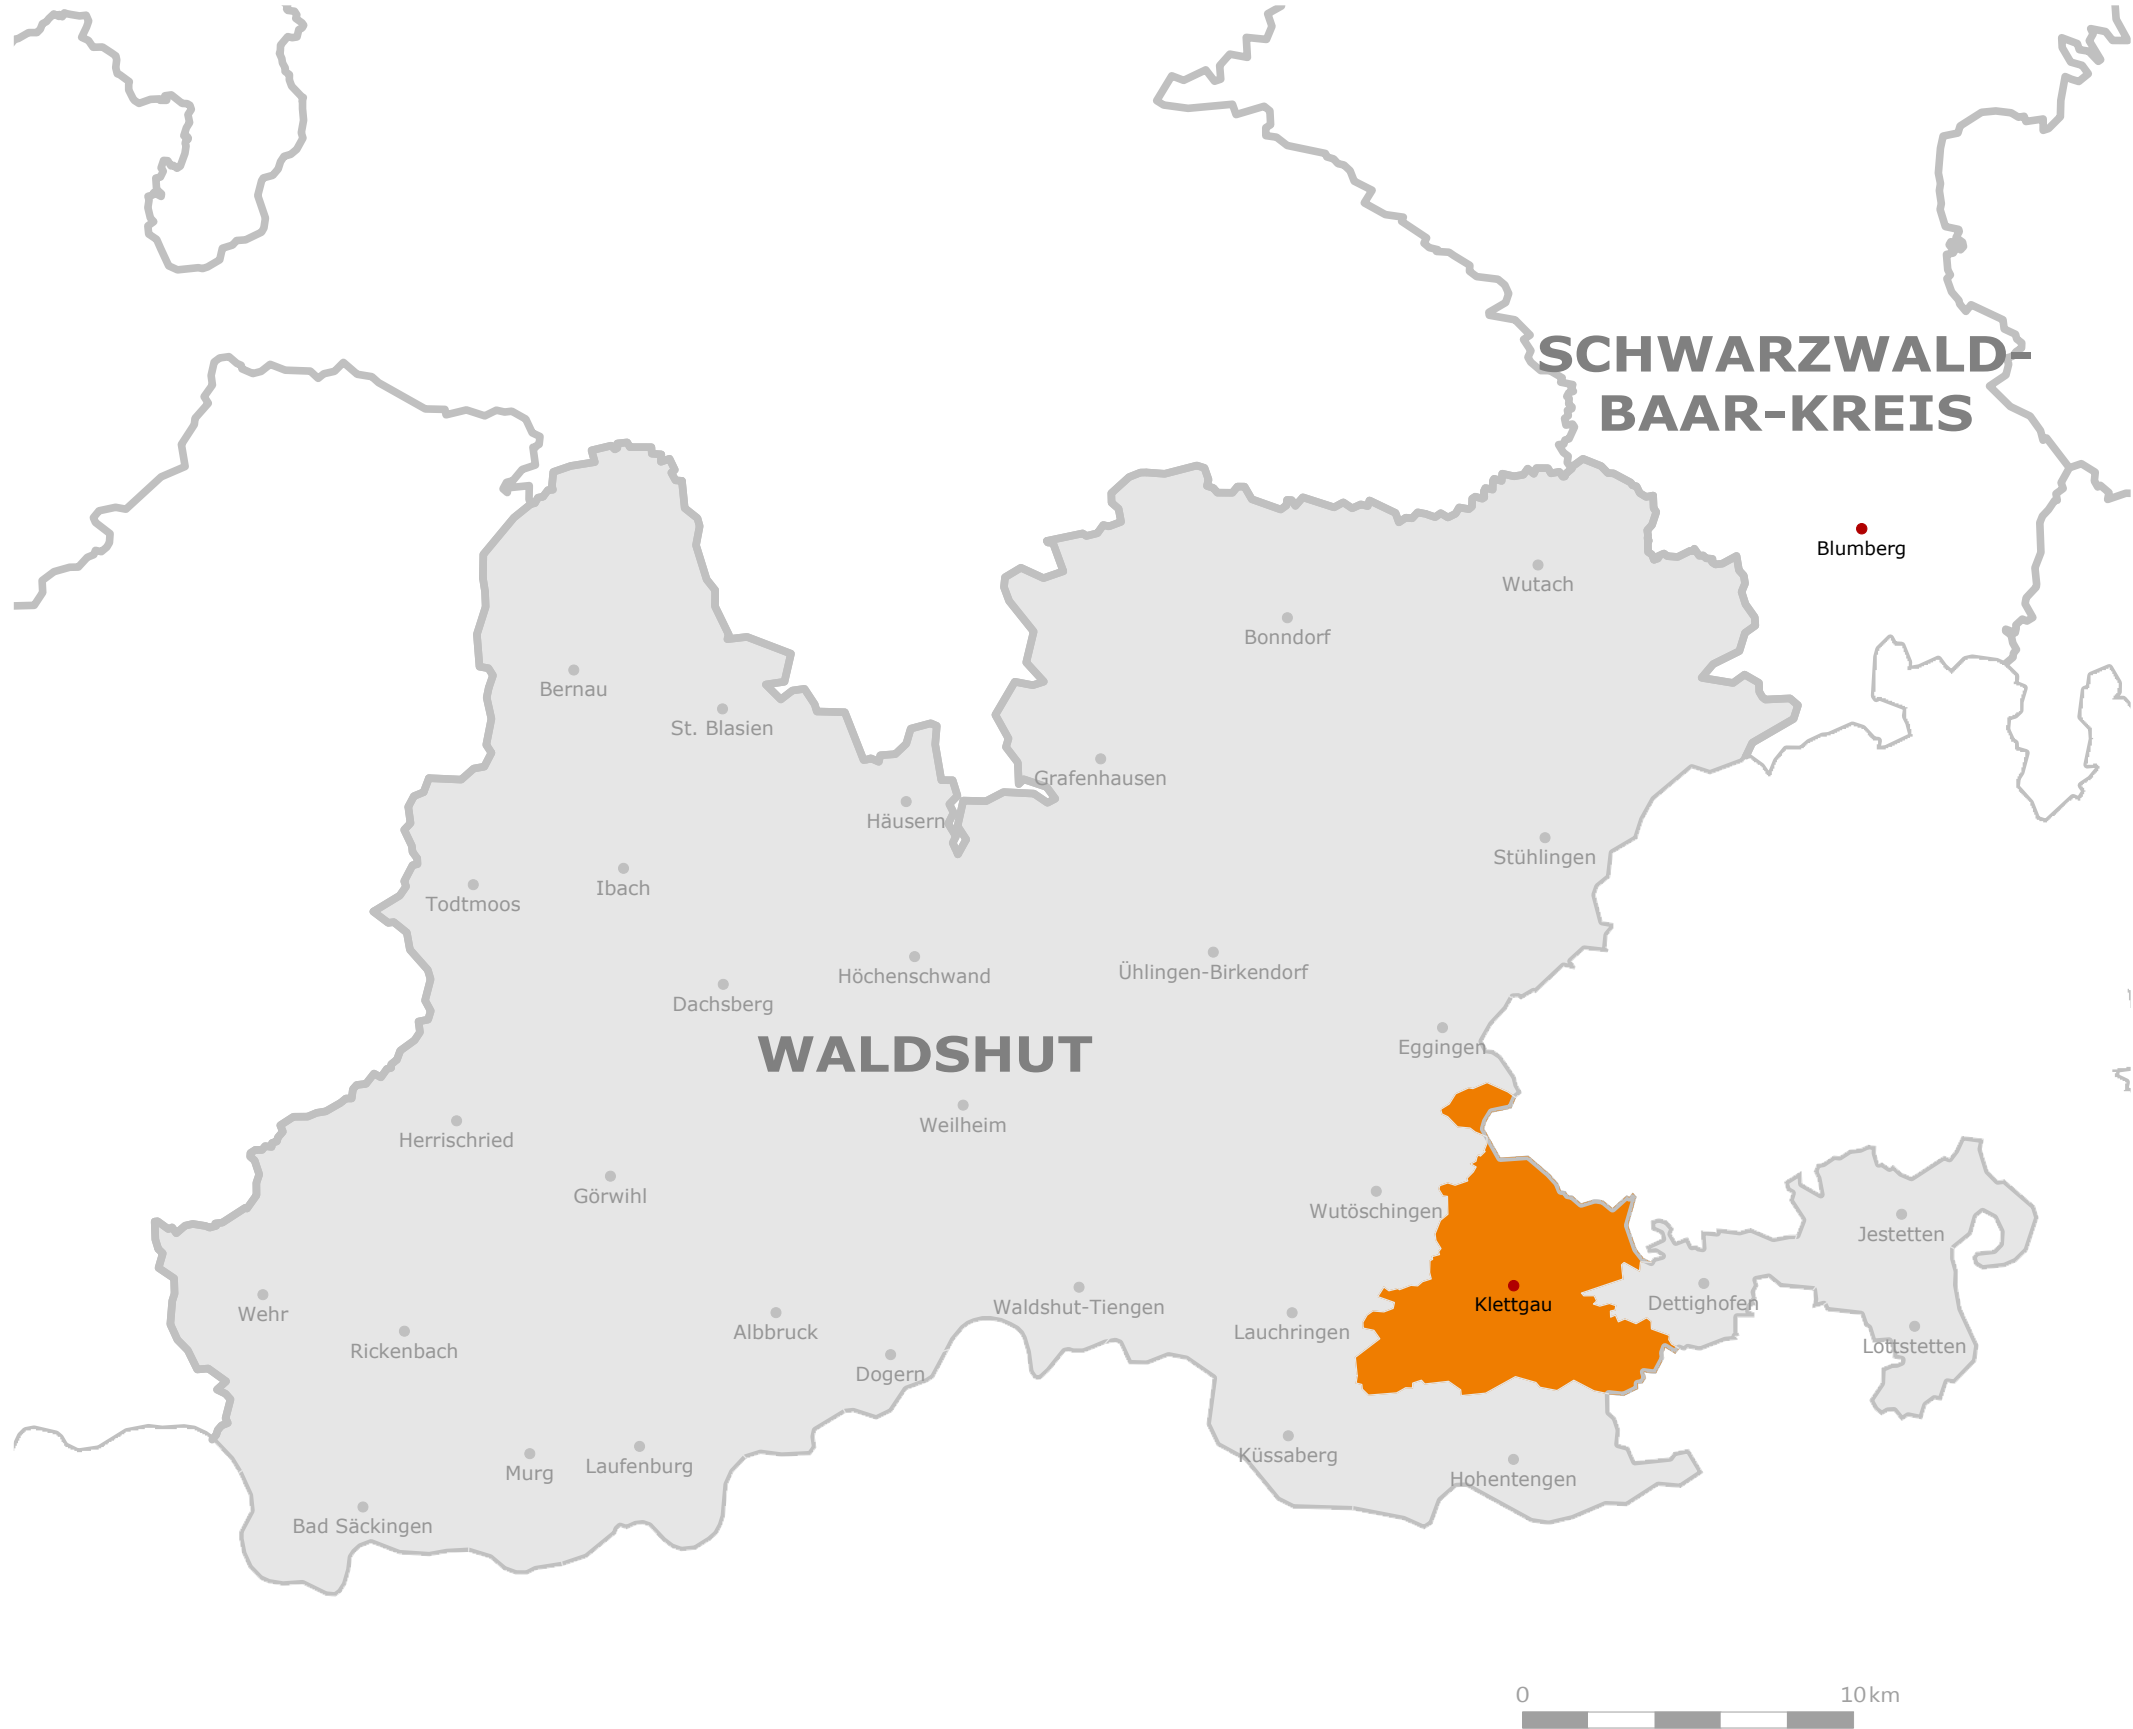 SCHWARZWALD-
BAAR-KREIS
Blumberg
Wutach
Bonndorf
Bernau
St. Blasien
Grafenhausen
Häusern
Stühlingen
Ibach
Todtmoos
Ühlingen-Birkendorf
Höchenschwand
Dachsberg
WALDSHUT
Eggingen
Weilheim
Herrischried
Görwihl
Wutöschingen
Jestetten
Klettgau
Dettighofen
Waldshut-Tiengen
Wehr
Albbruck
Lauchringen
Lottstetten
Rickenbach
Dogern
Küssaberg
Laufenburg
Murg
Hohentengen
Bad Säckingen
0 10 km